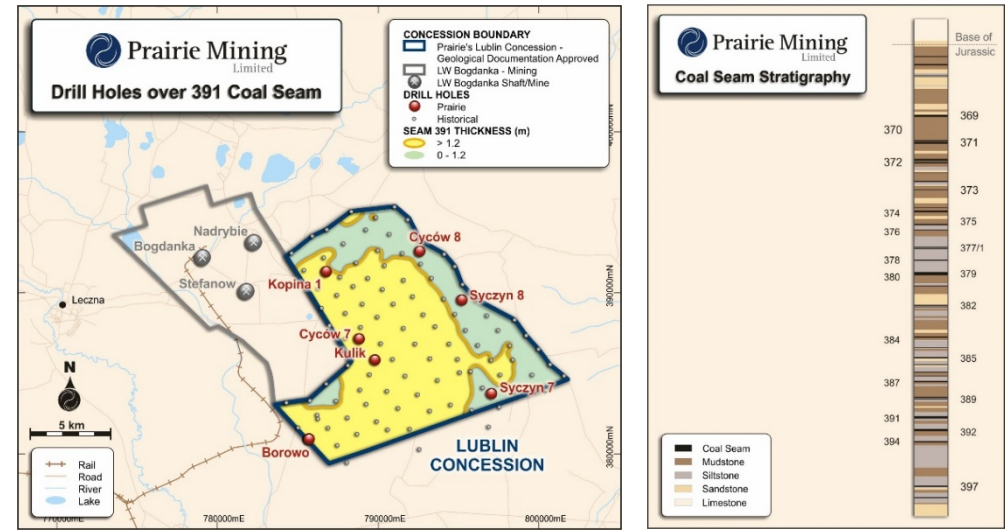 Prairie Mining
Limited
Drill Holes over 391 Coal Seam
CONCESSION BOUNDARY
Prairie's Lublin Concession -
Geological Documentation Approved
LW Bogdanka - Mining
LW Bogdanka Shaft/Mine
DRILL HOLES
Prairie
Historical
SEAM 391 THICKNESS (m)
> 1.2
0 - 1.2
Nadrybie
Bogdanka
Stefanow
Leczna
Cyców 8
Kopina 1
Syczyn 8
Cyców 7
Kulik
Syczyn 7
Borowo
LUBLIN
CONCESSION
N
5 km
Rail
Road
River
Lake
390000mN
380000mN
770000mE
780000mE
790000mE
800000mE
Prairie Mining
Limited
Coal Seam Stratigraphy
Base of
Jurassic
369
370
371
372
373
374
375
376
377/1
378
379
380
382
384
385
387
389
391
392
394
397
Coal Seam
Mudstone
Siltstone
Sandstone
Limestone